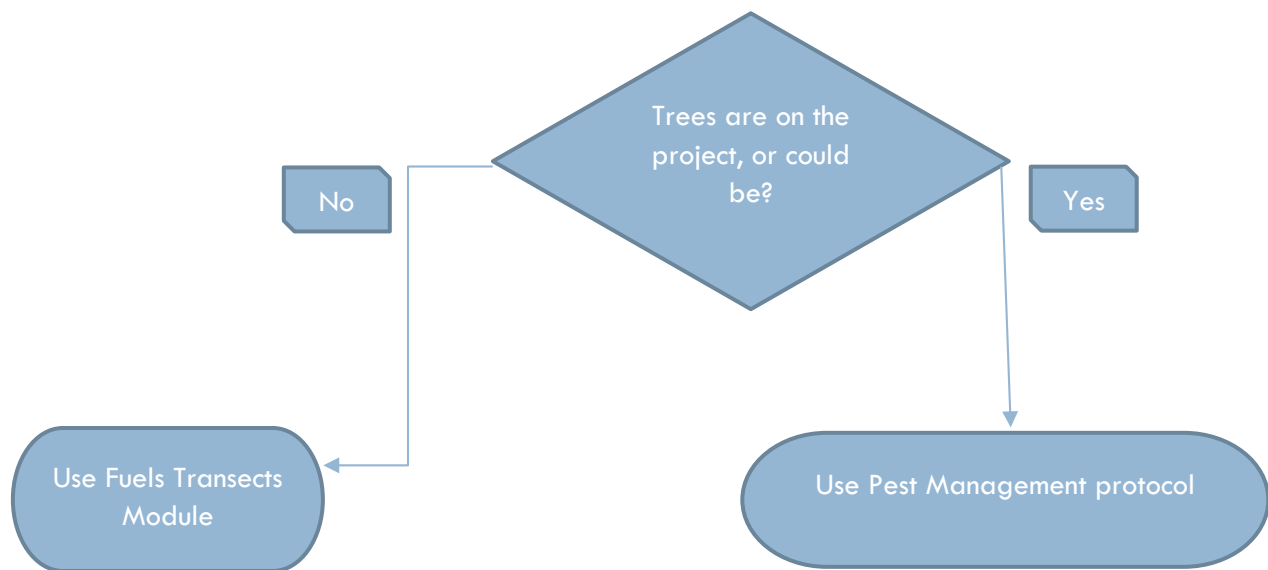 Trees are on the
project, or could
be?
No
Yes
Use Fuels Transects
Module
Use Pest Management protocol